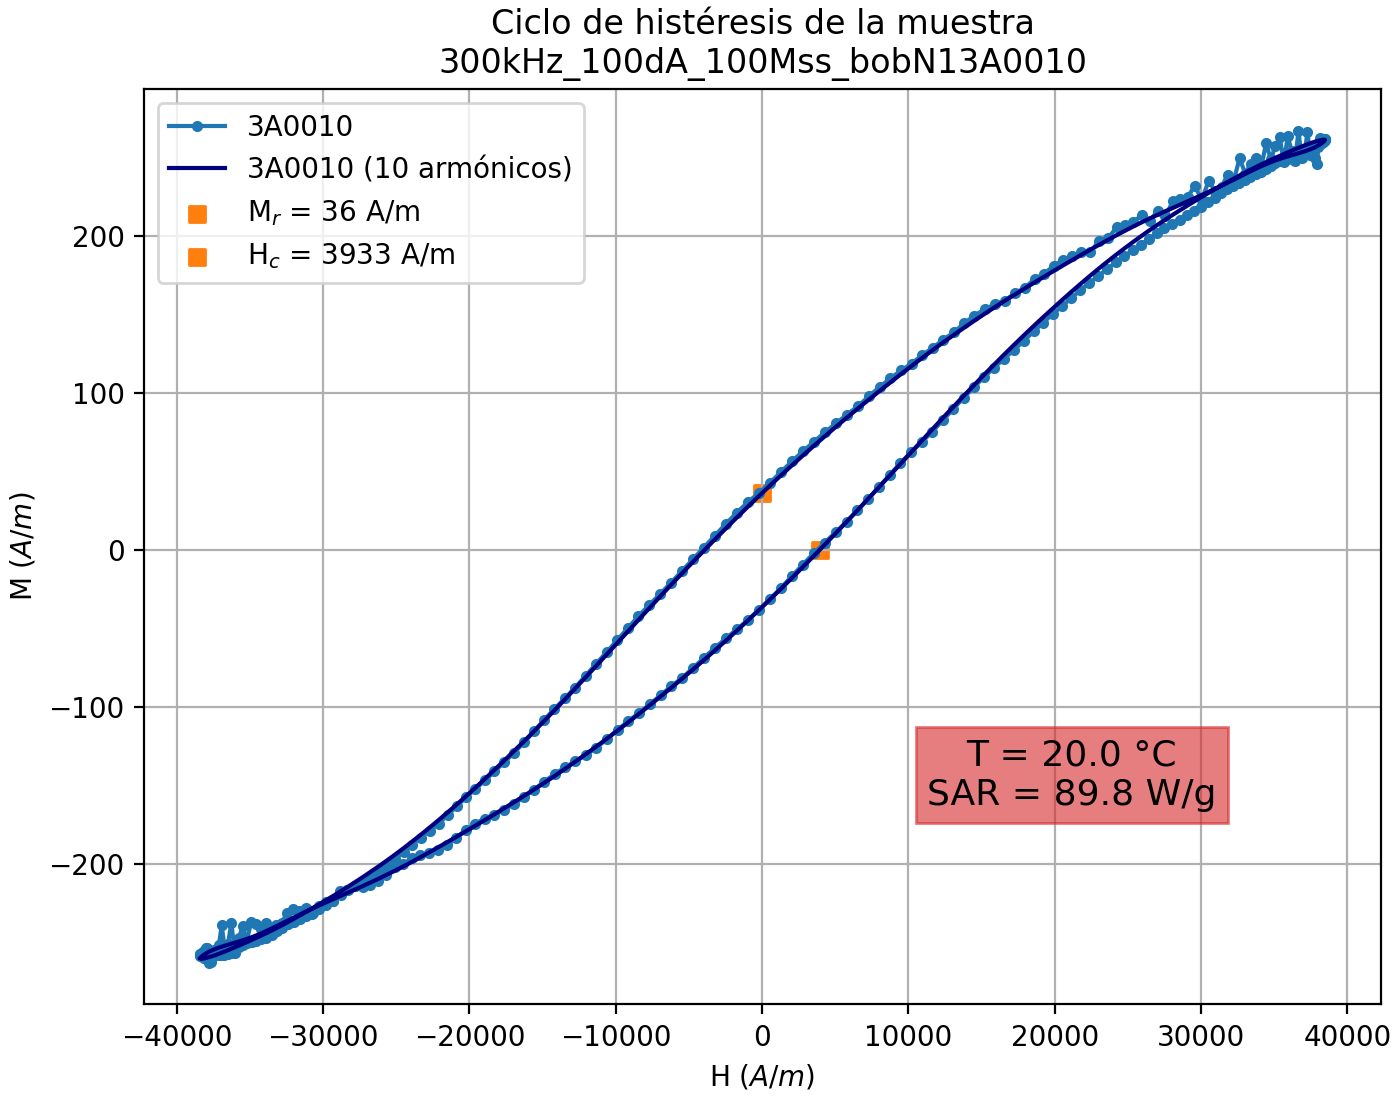 Ciclo de histéresis de la muestra
300kHz_100dA_100Mss_bobN13A0010
3A0010
3A0010 (10 armónicos)
Mᵣ = 36 A/m
H_c = 3933 A/m
200
100
0
−100
−200
M (A/m)
T = 20.0 °C
SAR = 89.8 W/g
−40000 −30000 −20000 −10000 0 10000 20000 30000 40000
H (A/m)